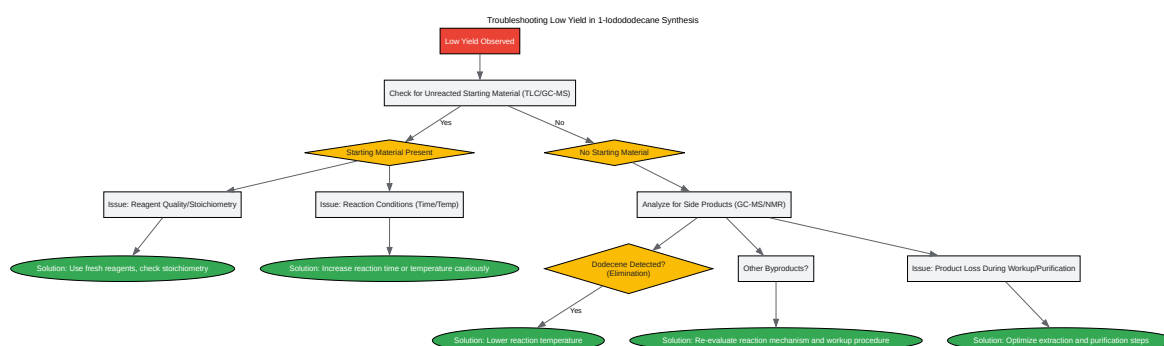 Troubleshooting Low Yield in 1-Iodododecane Synthesis
Low Yield Observed
Check for Unreacted Starting Material (TLC/GC-MS)
Yes
No
Starting Material Present
No Starting Material
Issue: Reagent Quality/Stoichiometry
Issue: Reaction Conditions (Time/Temp)
Analyze for Side Products (GC-MS/NMR)
Solution: Use fresh reagents, check stoichiometry
Solution: Increase reaction time or temperature cautiously
Dodecene Detected?
(Elimination)
Other Byproducts?
Issue: Product Loss During Workup/Purification
Yes
Solution: Lower reaction temperature
Solution: Re-evaluate reaction mechanism and workup procedure
Solution: Optimize extraction and purification steps